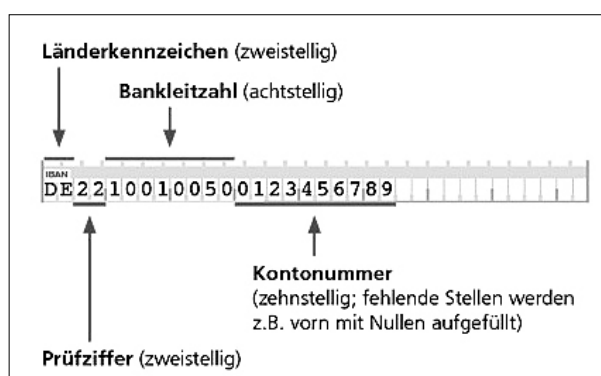 Länderkennzeichen (zweistellig)
Bankleitzahl (achtstellig)
IBAN
DE22100100500123456789
Kontonummer
(zehnstellig; fehlende Stellen werden
z.B. vorn mit Nullen aufgefüllt)
Prüfziffer (zweistellig)